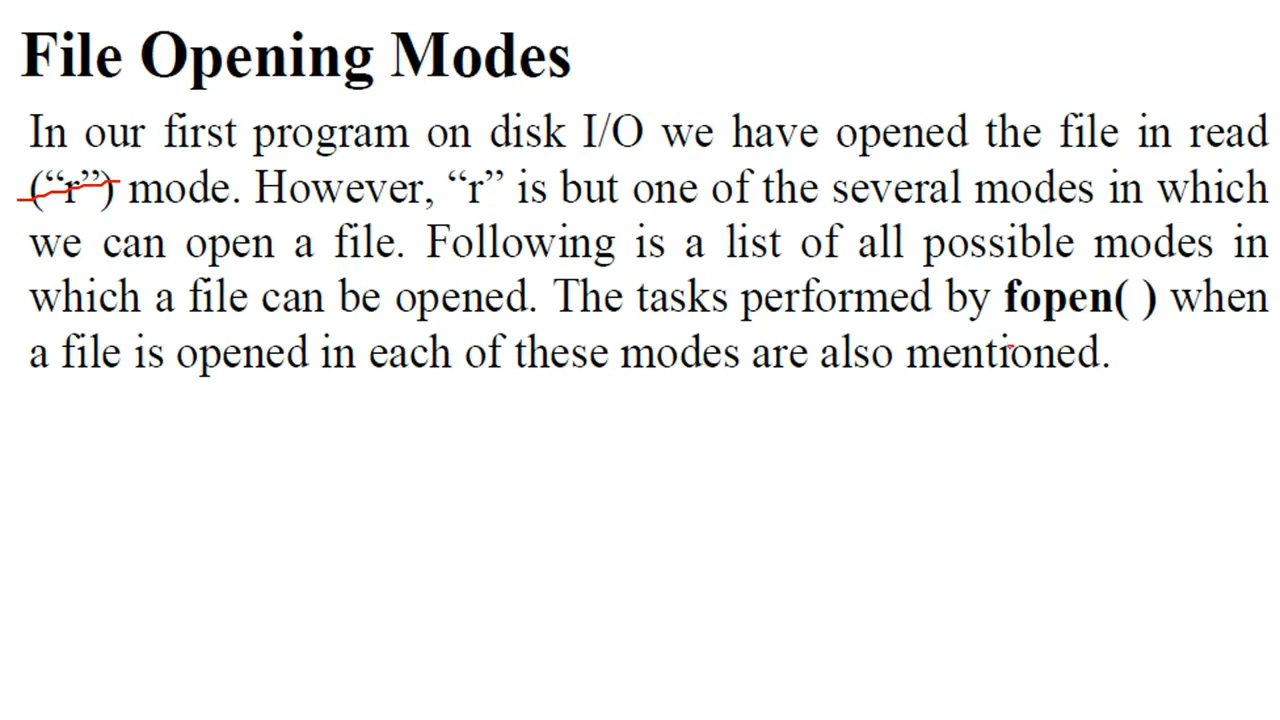 File Opening Modes
In our first program on disk I/O we have opened the file in read
(“r”) mode. However, “r” is but one of the several modes in which
we can open a file. Following is a list of all possible modes in
which a file can be opened. The tasks performed by fopen( ) when
a file is opened in each of these modes are also mentioned.